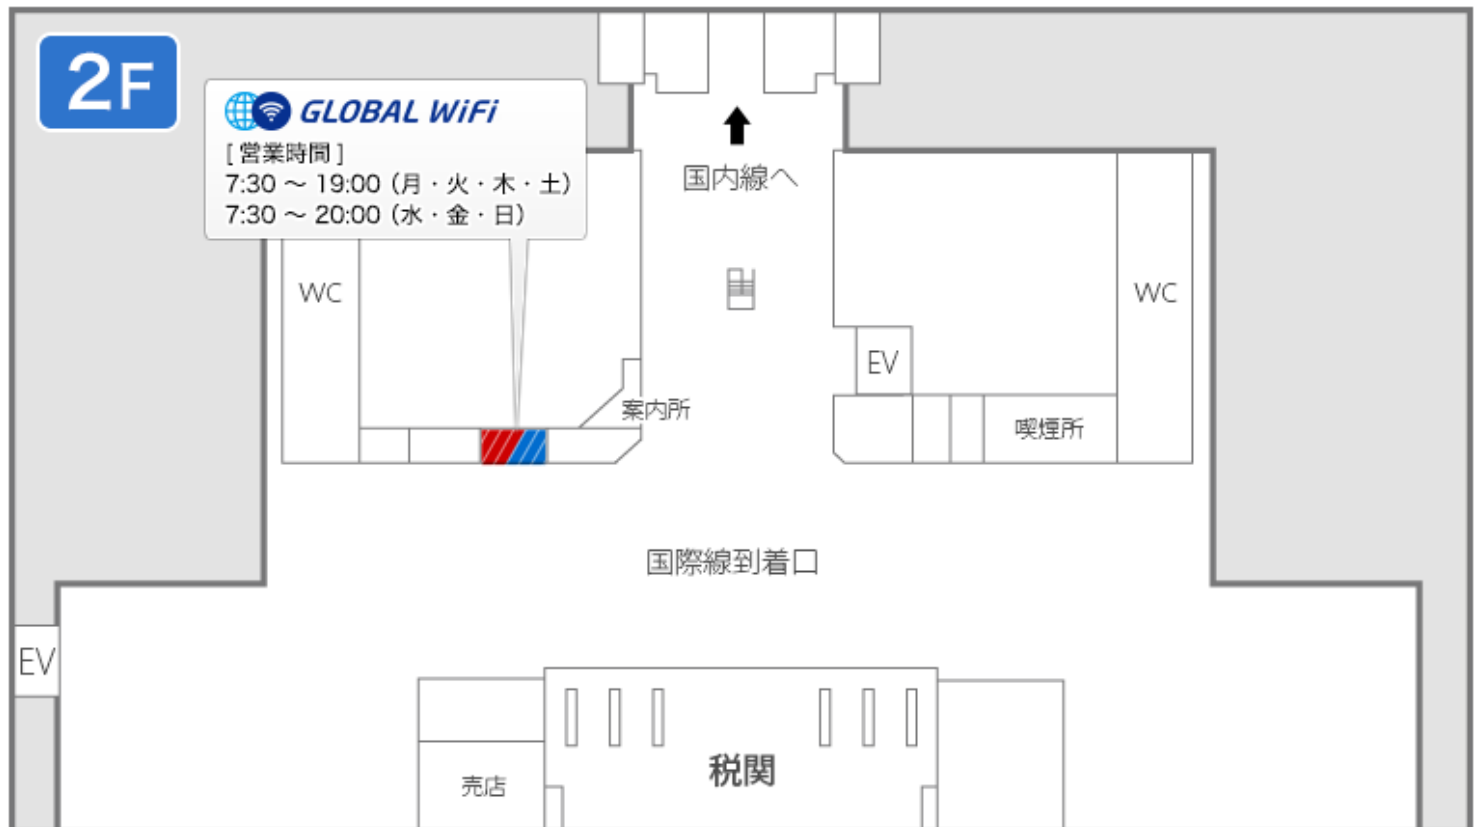 2F
GLOBAL WiFi
[ 営業時間 ]
7:30 〜 19:00（月・火・木・土）
7:30 〜 20:00（水・金・日）
国内線へ
WC
WC
EV
案内所
喫煙所
国際線到着口
EV
税関
売店